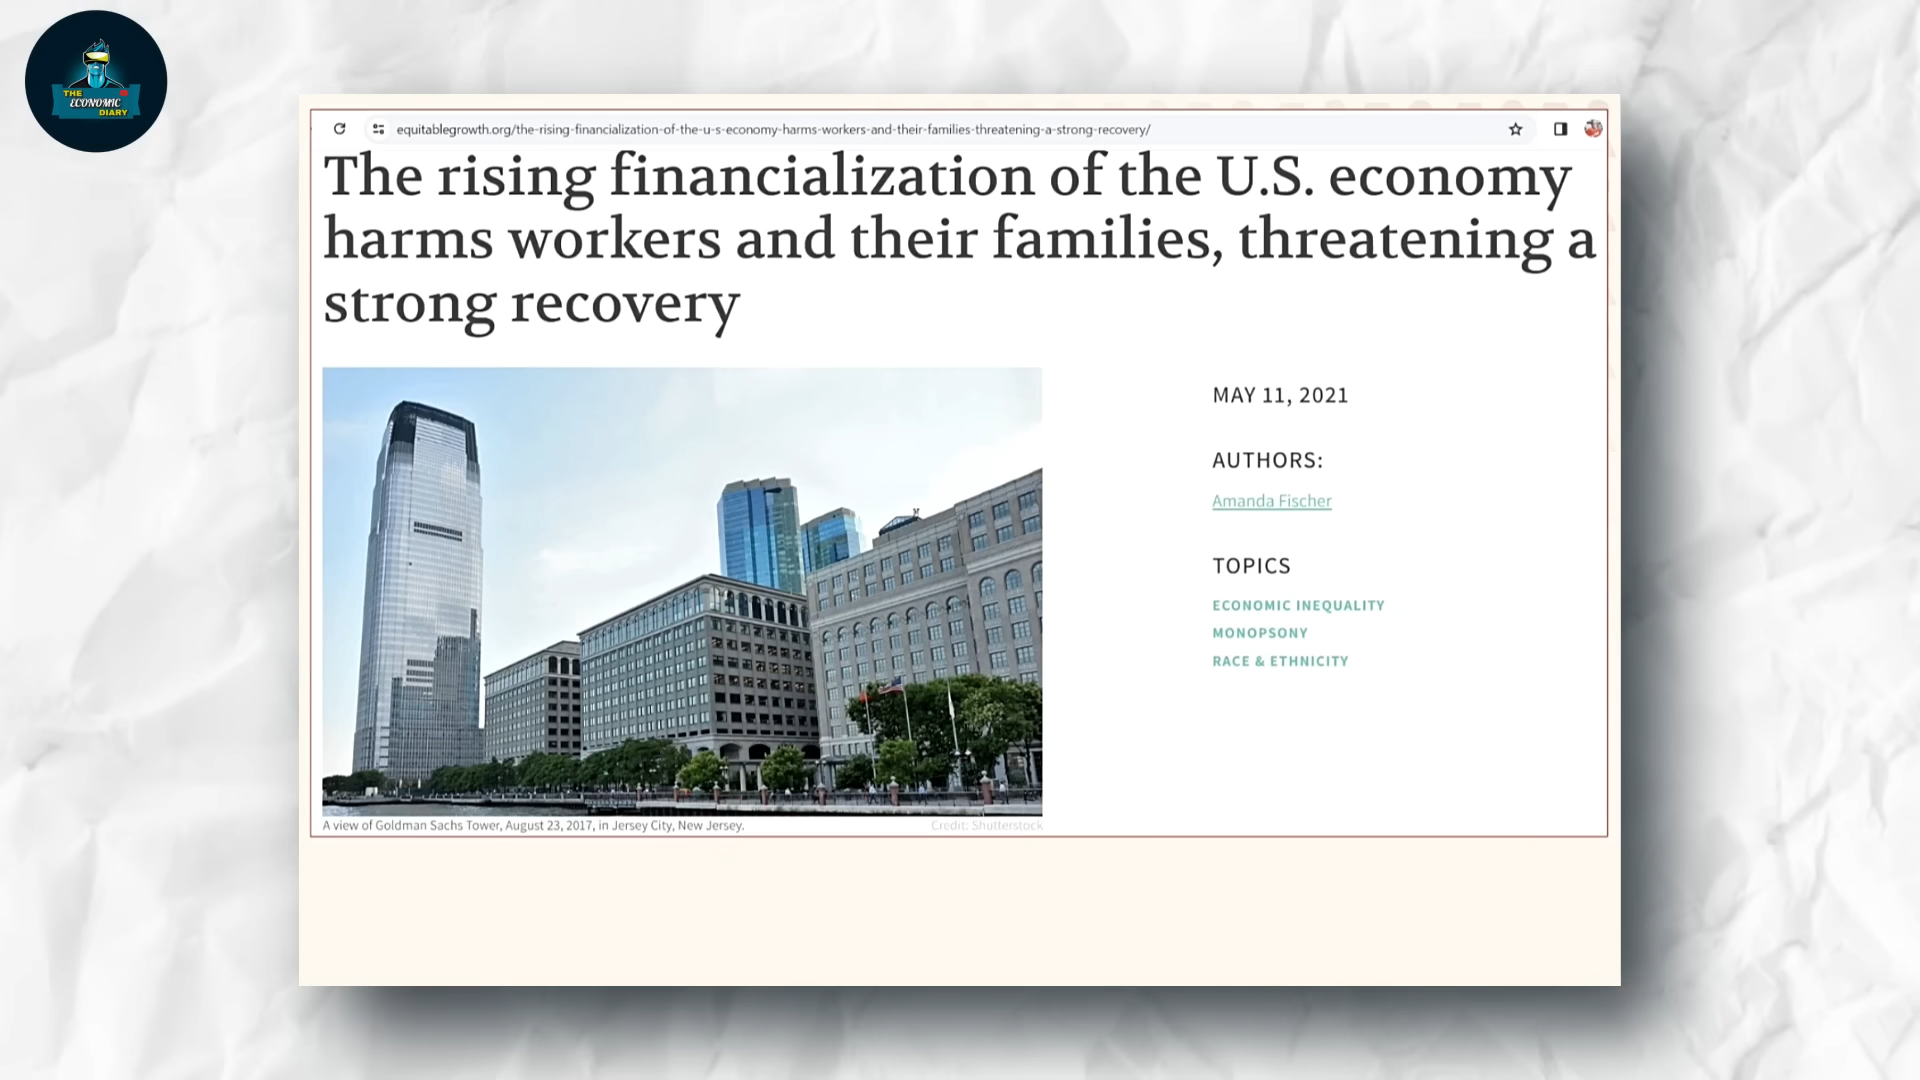 THE
ECONOMIC
DIARY
equitablegrowth.org/the-rising-financialization-of-the-u-s-economy-harms-workers-and-their-families-threatening-a-strong-recovery/
The rising financialization of the U.S. economy
harms workers and their families, threatening a
strong recovery
MAY 11, 2021
AUTHORS:
Amanda Fischer
TOPICS
ECONOMIC INEQUALITY
MONOPSONY
RACE & ETHNICITY
A view of Goldman Sachs Tower, August 23, 2017, in Jersey City, New Jersey.
Credit: Shutterstock